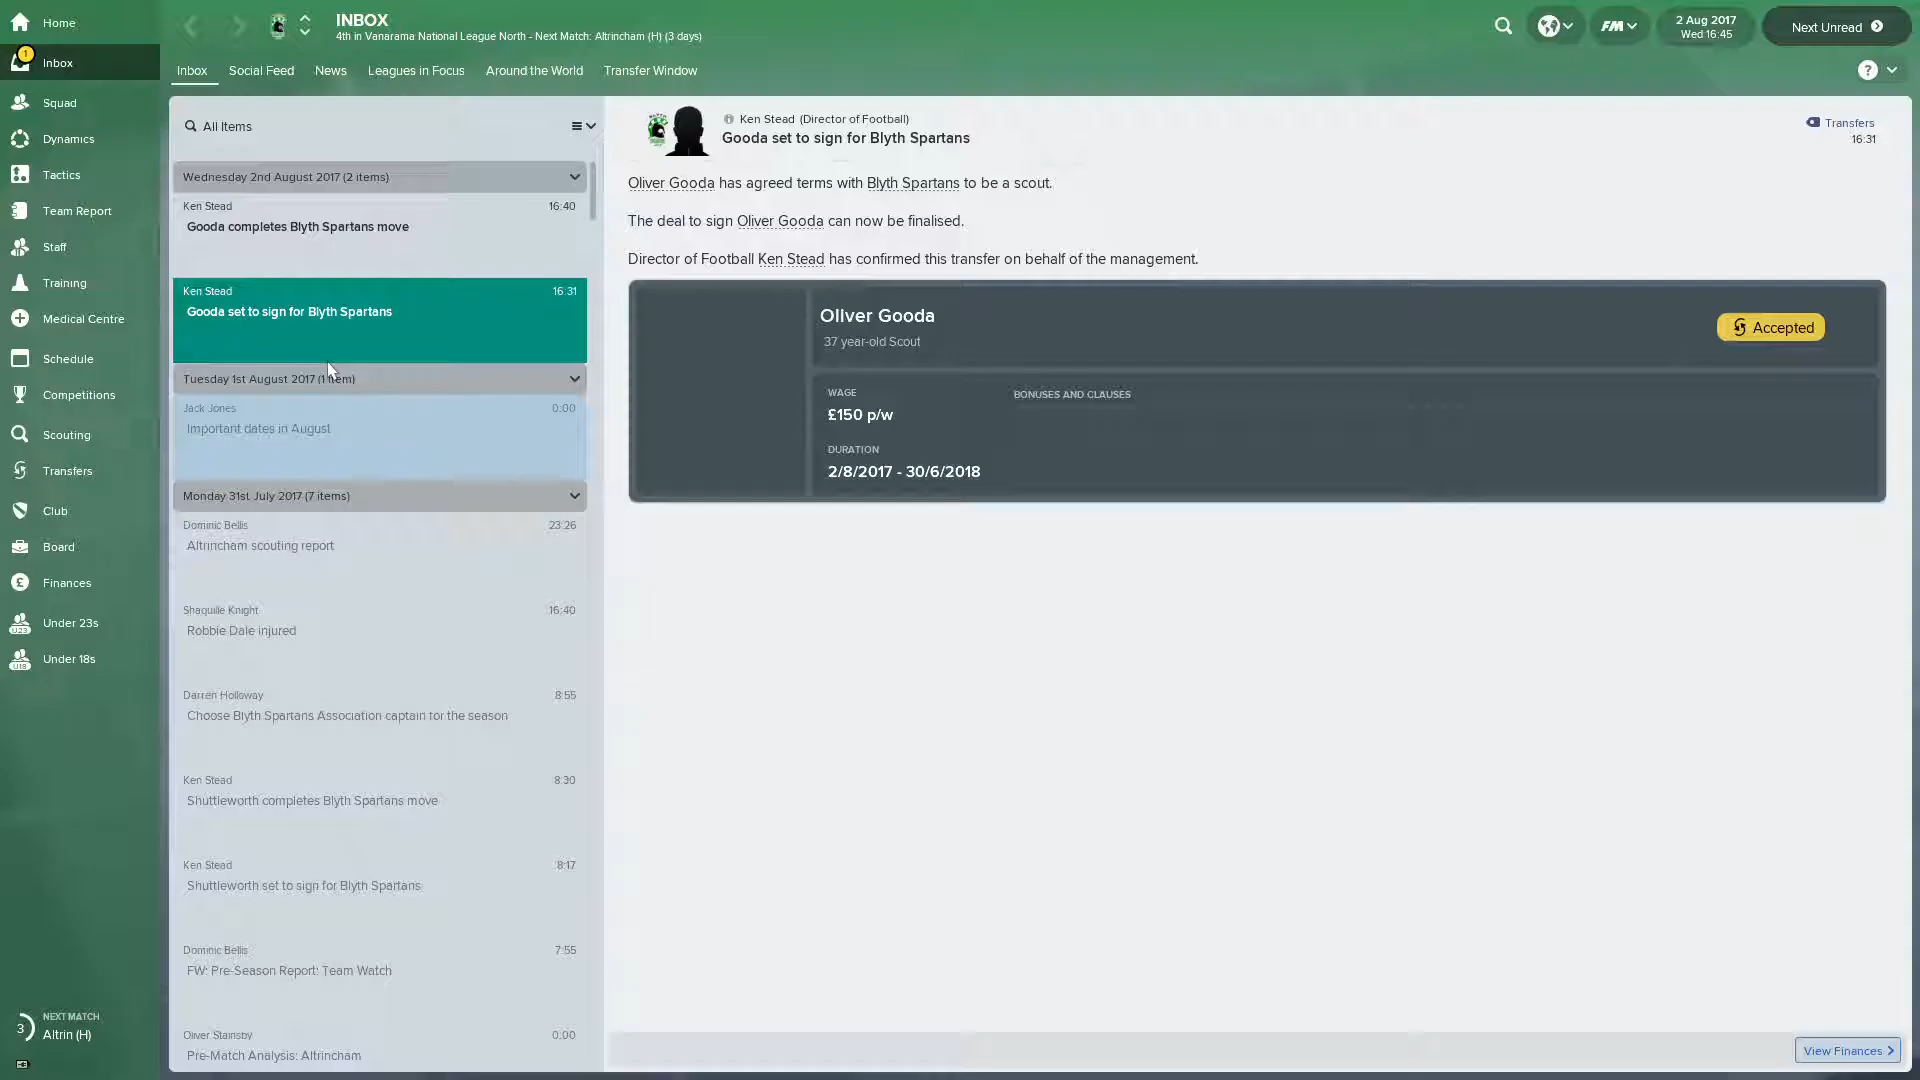 Home
1
Inbox
Squad
Dynamics
Tactics
Team Report
Staff
Training
Medical Centre
Schedule
Competitions
Scouting
Transfers
Club
Board
Finances
U23
Under 23s
U18
Under 18s
3
NEXT MATCH
Altrin (H)
INBOX
4th in Vanarama National League North - Next Match: Altrincham (H) (3 days)
FM
2 Aug 2017
Wed 16:45
Next Unread
Inbox
Social Feed
News
Leagues in Focus
Around the World
Transfer Window
?
All Items
Wednesday 2nd August 2017 (2 items)
Ken Stead 16:40
Gooda completes Blyth Spartans move
Ken Stead 16:31
Gooda set to sign for Blyth Spartans
Tuesday 1st August 2017 (1 item)
Jack Jones 0:00
Important dates in August
Monday 31st July 2017 (7 items)
Dominic Bellis 23:26
Altrincham scouting report
Shaquille Knight 16:40
Robbie Dale injured
Darren Holloway 8:55
Choose Blyth Spartans Association captain for the season
Ken Stead 8:30
Shuttleworth completes Blyth Spartans move
Ken Stead 8:17
Shuttleworth set to sign for Blyth Spartans
Dominic Bellis 7:55
FW: Pre-Season Report: Team Watch
Oliver Stainsby 0:00
Pre-Match Analysis: Altrincham
Ken Stead (Director of Football)
Gooda set to sign for Blyth Spartans
Transfers
16:31
Oliver Gooda has agreed terms with Blyth Spartans to be a scout.
The deal to sign Oliver Gooda can now be finalised.
Director of Football Ken Stead has confirmed this transfer on behalf of the management.
Oliver Gooda
37 year-old Scout
Accepted
WAGE
£150 p/w
BONUSES AND CLAUSES
DURATION
2/8/2017 - 30/6/2018
View Finances